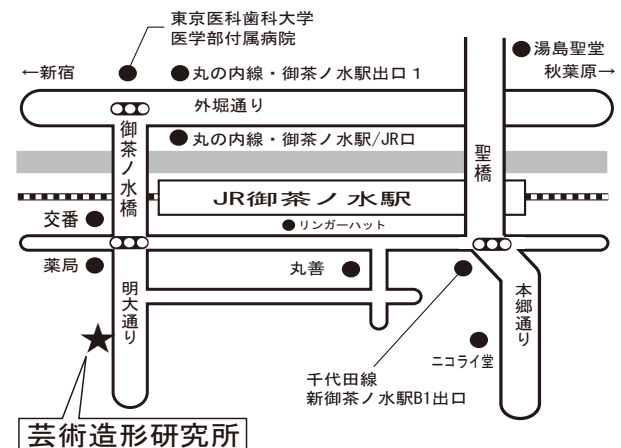 東京医科歯科大学
医学部付属病院
湯島聖堂
←新宿
丸の内線・御茶ノ水駅出口1
秋葉原→
外堀通り
御茶ノ水橋
丸の内線・御茶ノ水駅/JR口
聖橋
JR御茶ノ水駅
交番
リンガーハット
薬局
丸善
明大通り
本郷通り
ニコライ堂
千代田線
新御茶ノ水駅B1出口
芸術造形研究所